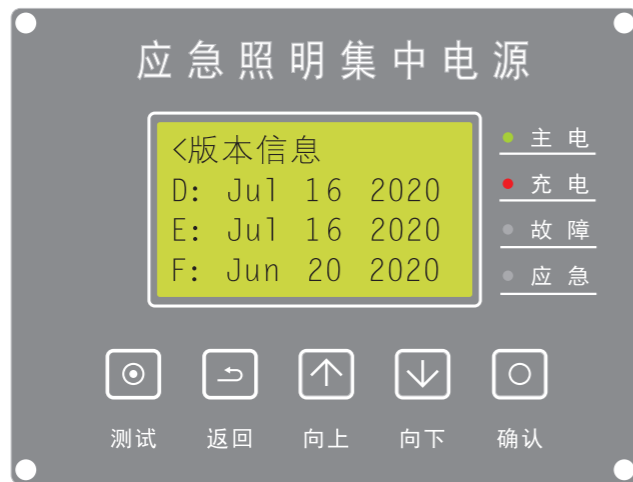 应急照明集中电源
<版本信息
D: Jul 16 2020
E: Jul 16 2020
F: Jun 20 2020
主电
充电
故障
应急
测试 返回 向上 向下 确认